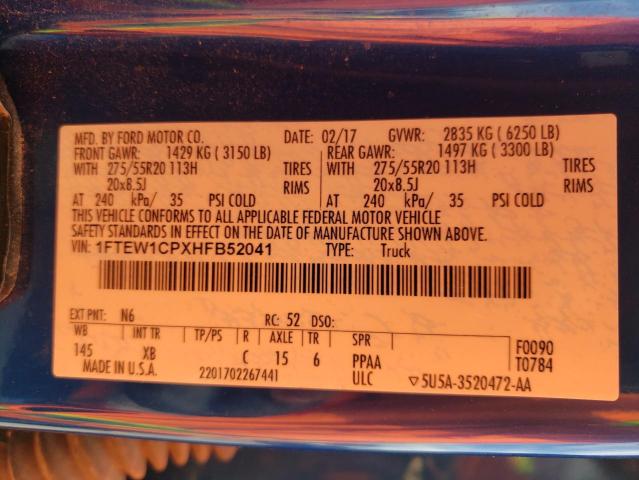 MFD. BY FORD MOTOR CO. DATE: 02/17 GVWR: 2835 KG ( 6250 LB)
FRONT GAWR: 1429 KG ( 3150 LB) REAR GAWR: 1497 KG ( 3300 LB)
WITH 275/55R20 113H TIRES WITH 275/55R20 113H TIRES
20x8.5J RIMS 20x8.5J RIMS
AT 240 kPa/ 35 PSI COLD AT 240 kPa/ 35 PSI COLD
THIS VEHICLE CONFORMS TO ALL APPLICABLE FEDERAL MOTOR VEHICLE
SAFETY STANDARDS IN EFFECT ON THE DATE OF MANUFACTURE SHOWN ABOVE.
VIN: 1FTEW1CPXHFB52041 TYPE: Truck
EXT PNT: N6 RC: 52 DSO:
WB INT TR TP/PS R AXLE TR SPR F0090
145 XB C 15 6 PPAA T0784
MADE IN U.S.A. 2201702267441 ULC ▽5U5A-3520472-AA